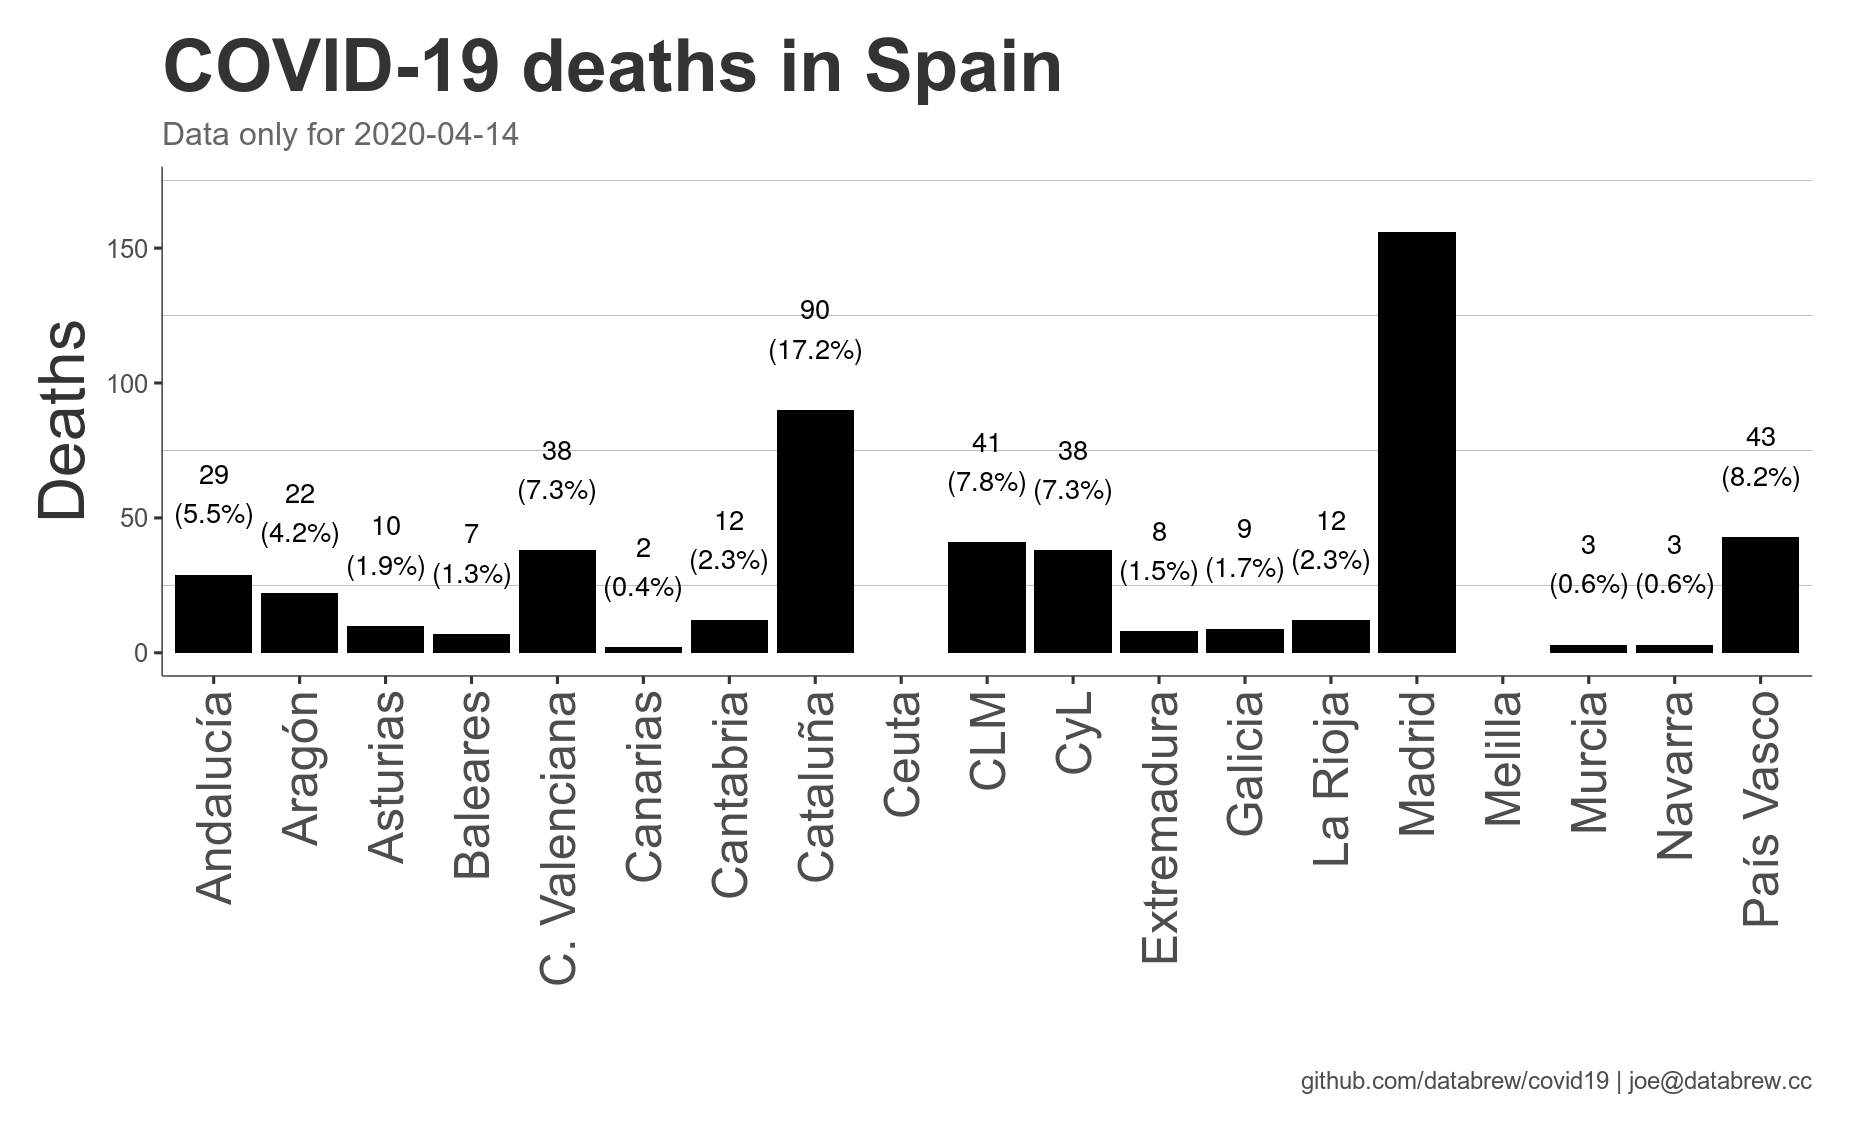 COVID-19 deaths in Spain
Data only for 2020-04-14
Deaths
150
100
50
0
29
(5.5%)
22
(4.2%)
10
(1.9%)
7
(1.3%)
38
(7.3%)
2
(0.4%)
12
(2.3%)
90
(17.2%)
41
(7.8%)
38
(7.3%)
8
(1.5%)
9
(1.7%)
12
(2.3%)
3
(0.6%)
3
(0.6%)
43
(8.2%)
Andalucía
Aragón
Asturias
Baleares
C. Valenciana
Canarias
Cantabria
Cataluña
Ceuta
CLM
CyL
Extremadura
Galicia
La Rioja
Madrid
Melilla
Murcia
Navarra
País Vasco
github.com/databrew/covid19 | joe@databrew.cc